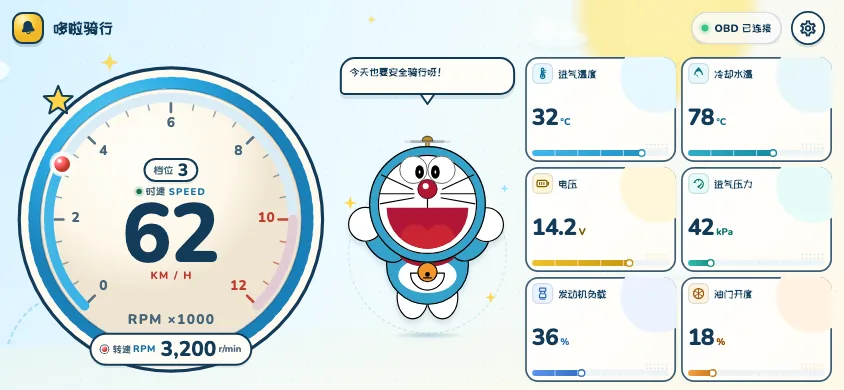 哆啦骑行
OBD 已连接
今天也要安全骑行呀！
0
2
4
6
8
10
12
档位 3
时速 SPEED
62
KM / H
RPM ×1000
转速 RPM 3,200 r/min
进气温度
32 °C
冷却水温
78 °C
电压
14.2 V
进气压力
42 kPa
发动机负载
36 %
油门开度
18 %